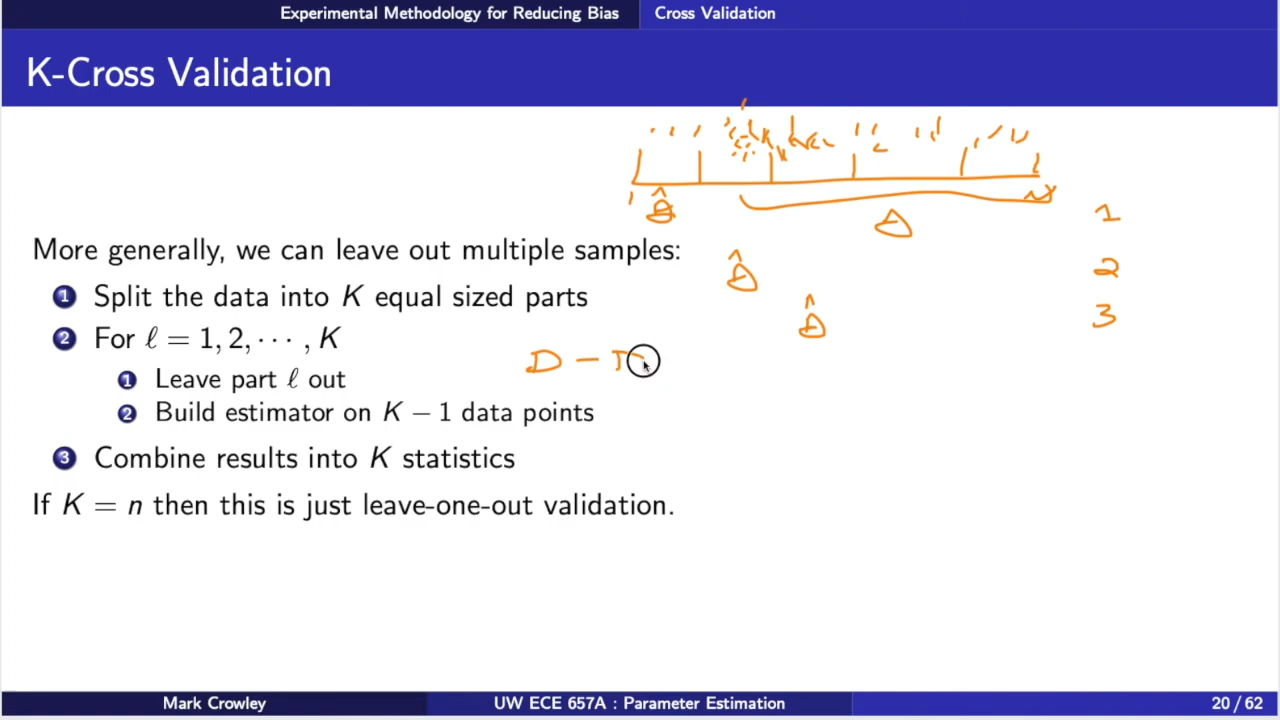 Experimental Methodology for Reducing Bias Cross Validation
K-Cross Validation
1
2
3
D̂
D
D̂
D̂
More generally, we can leave out multiple samples:
1 Split the data into K equal sized parts
2 For ℓ = 1, 2, · · · , K
D –
1 Leave part ℓ out
2 Build estimator on K − 1 data points
3 Combine results into K statistics
If K = n then this is just leave-one-out validation.
Mark Crowley UW ECE 657A : Parameter Estimation 20 / 62